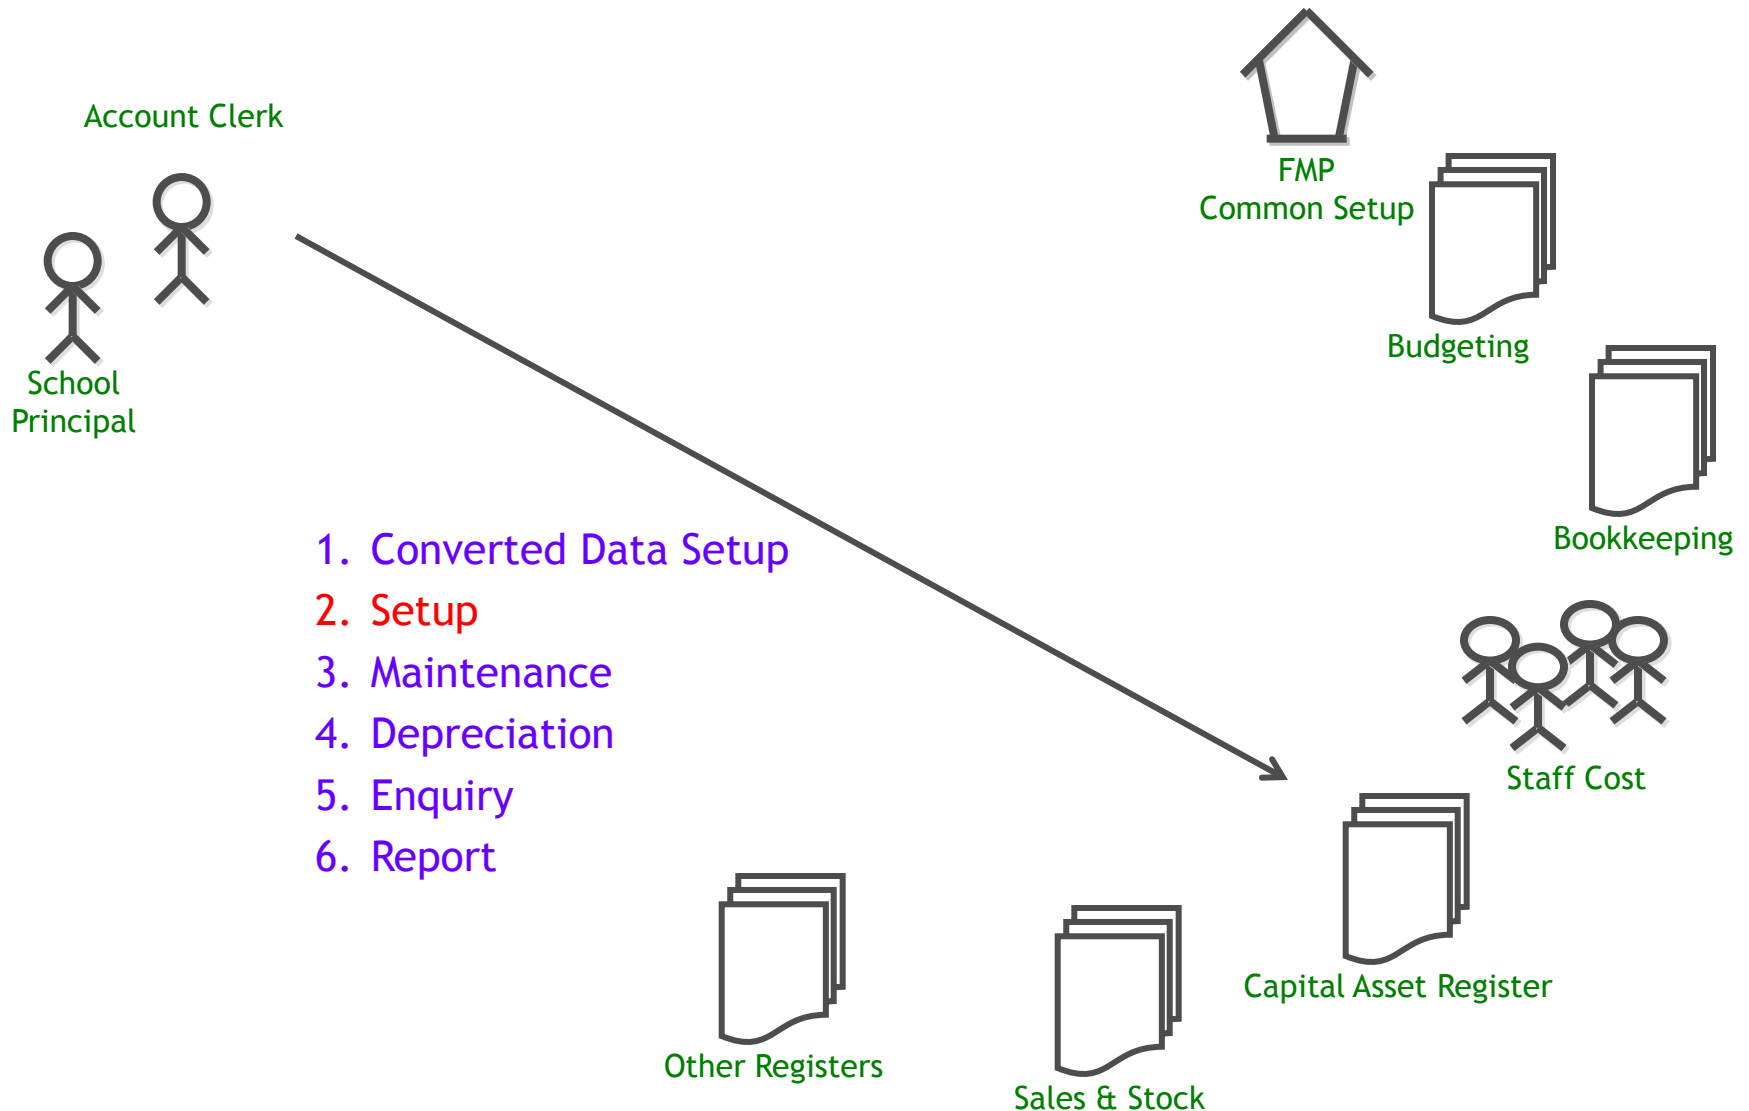 Account Clerk
School
Principal
FMP
Common Setup
Budgeting
Bookkeeping
1. Converted Data Setup
2. Setup
3. Maintenance
4. Depreciation
5. Enquiry
6. Report
Staff Cost
Capital Asset Register
Other Registers
Sales & Stock